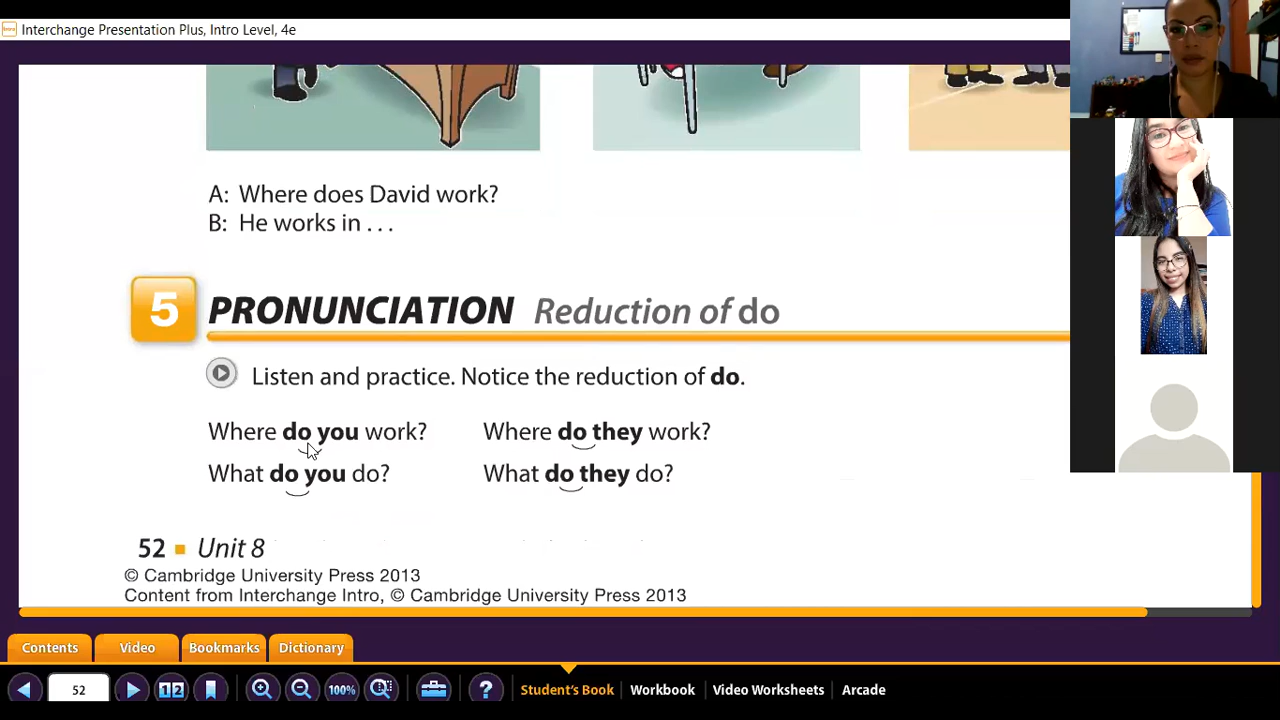 Interchange Presentation Plus, Intro Level, 4e
A: Where does David work?
B: He works in . . .
5 PRONUNCIATION Reduction of do
Listen and practice. Notice the reduction of do.
Where do you work? Where do they work?
What do you do? What do they do?
52 Unit 8
© Cambridge University Press 2013
Content from Interchange Intro, © Cambridge University Press 2013
Contents Video Bookmarks Dictionary
52 12 100% ? Student's Book Workbook Video Worksheets Arcade